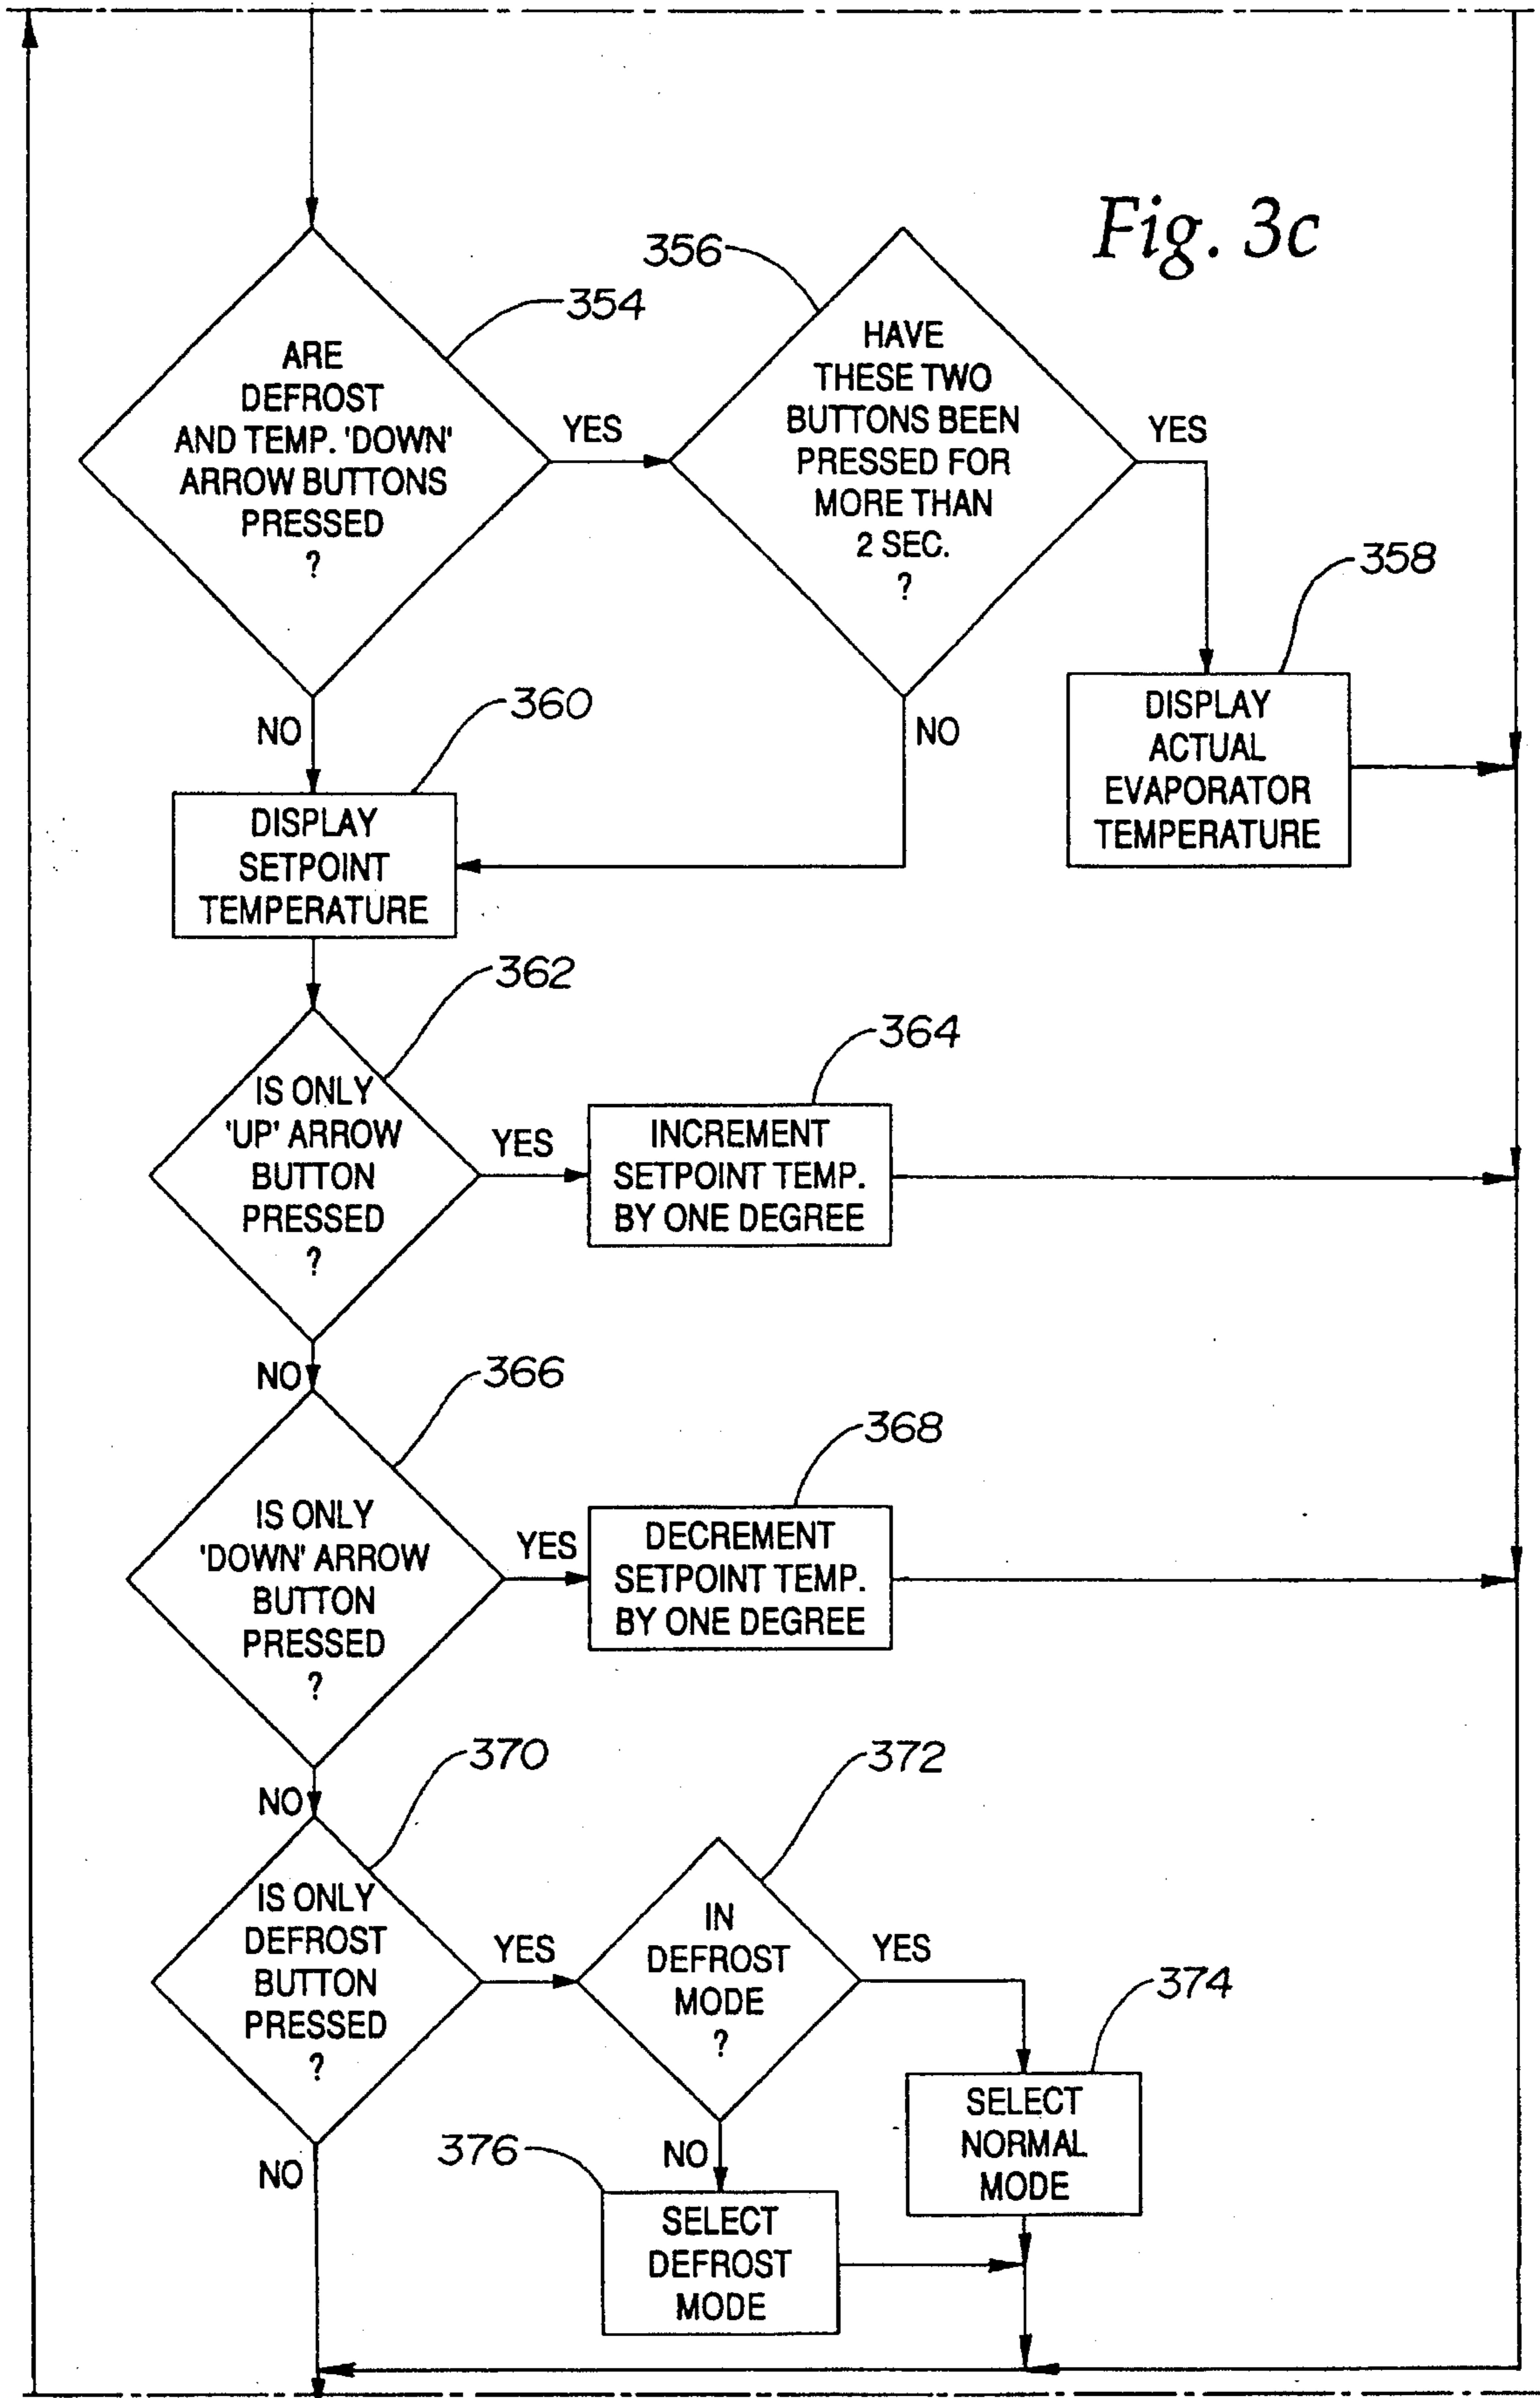 Fig. 3c
354
ARE
DEFROST
AND TEMP. 'DOWN'
ARROW BUTTONS
PRESSED
?
YES
NO
356
HAVE
THESE TWO
BUTTONS BEEN
PRESSED FOR
MORE THAN
2 SEC.
?
YES
NO
358
DISPLAY
ACTUAL
EVAPORATOR
TEMPERATURE
360
DISPLAY
SETPOINT
TEMPERATURE
362
IS ONLY
'UP' ARROW
BUTTON
PRESSED
?
YES
NO
364
INCREMENT
SETPOINT TEMP.
BY ONE DEGREE
366
IS ONLY
'DOWN' ARROW
BUTTON
PRESSED
?
YES
NO
368
DECREMENT
SETPOINT TEMP.
BY ONE DEGREE
370
IS ONLY
DEFROST
BUTTON
PRESSED
?
YES
NO
372
IN
DEFROST
MODE
?
YES
NO
374
SELECT
NORMAL
MODE
376
SELECT
DEFROST
MODE